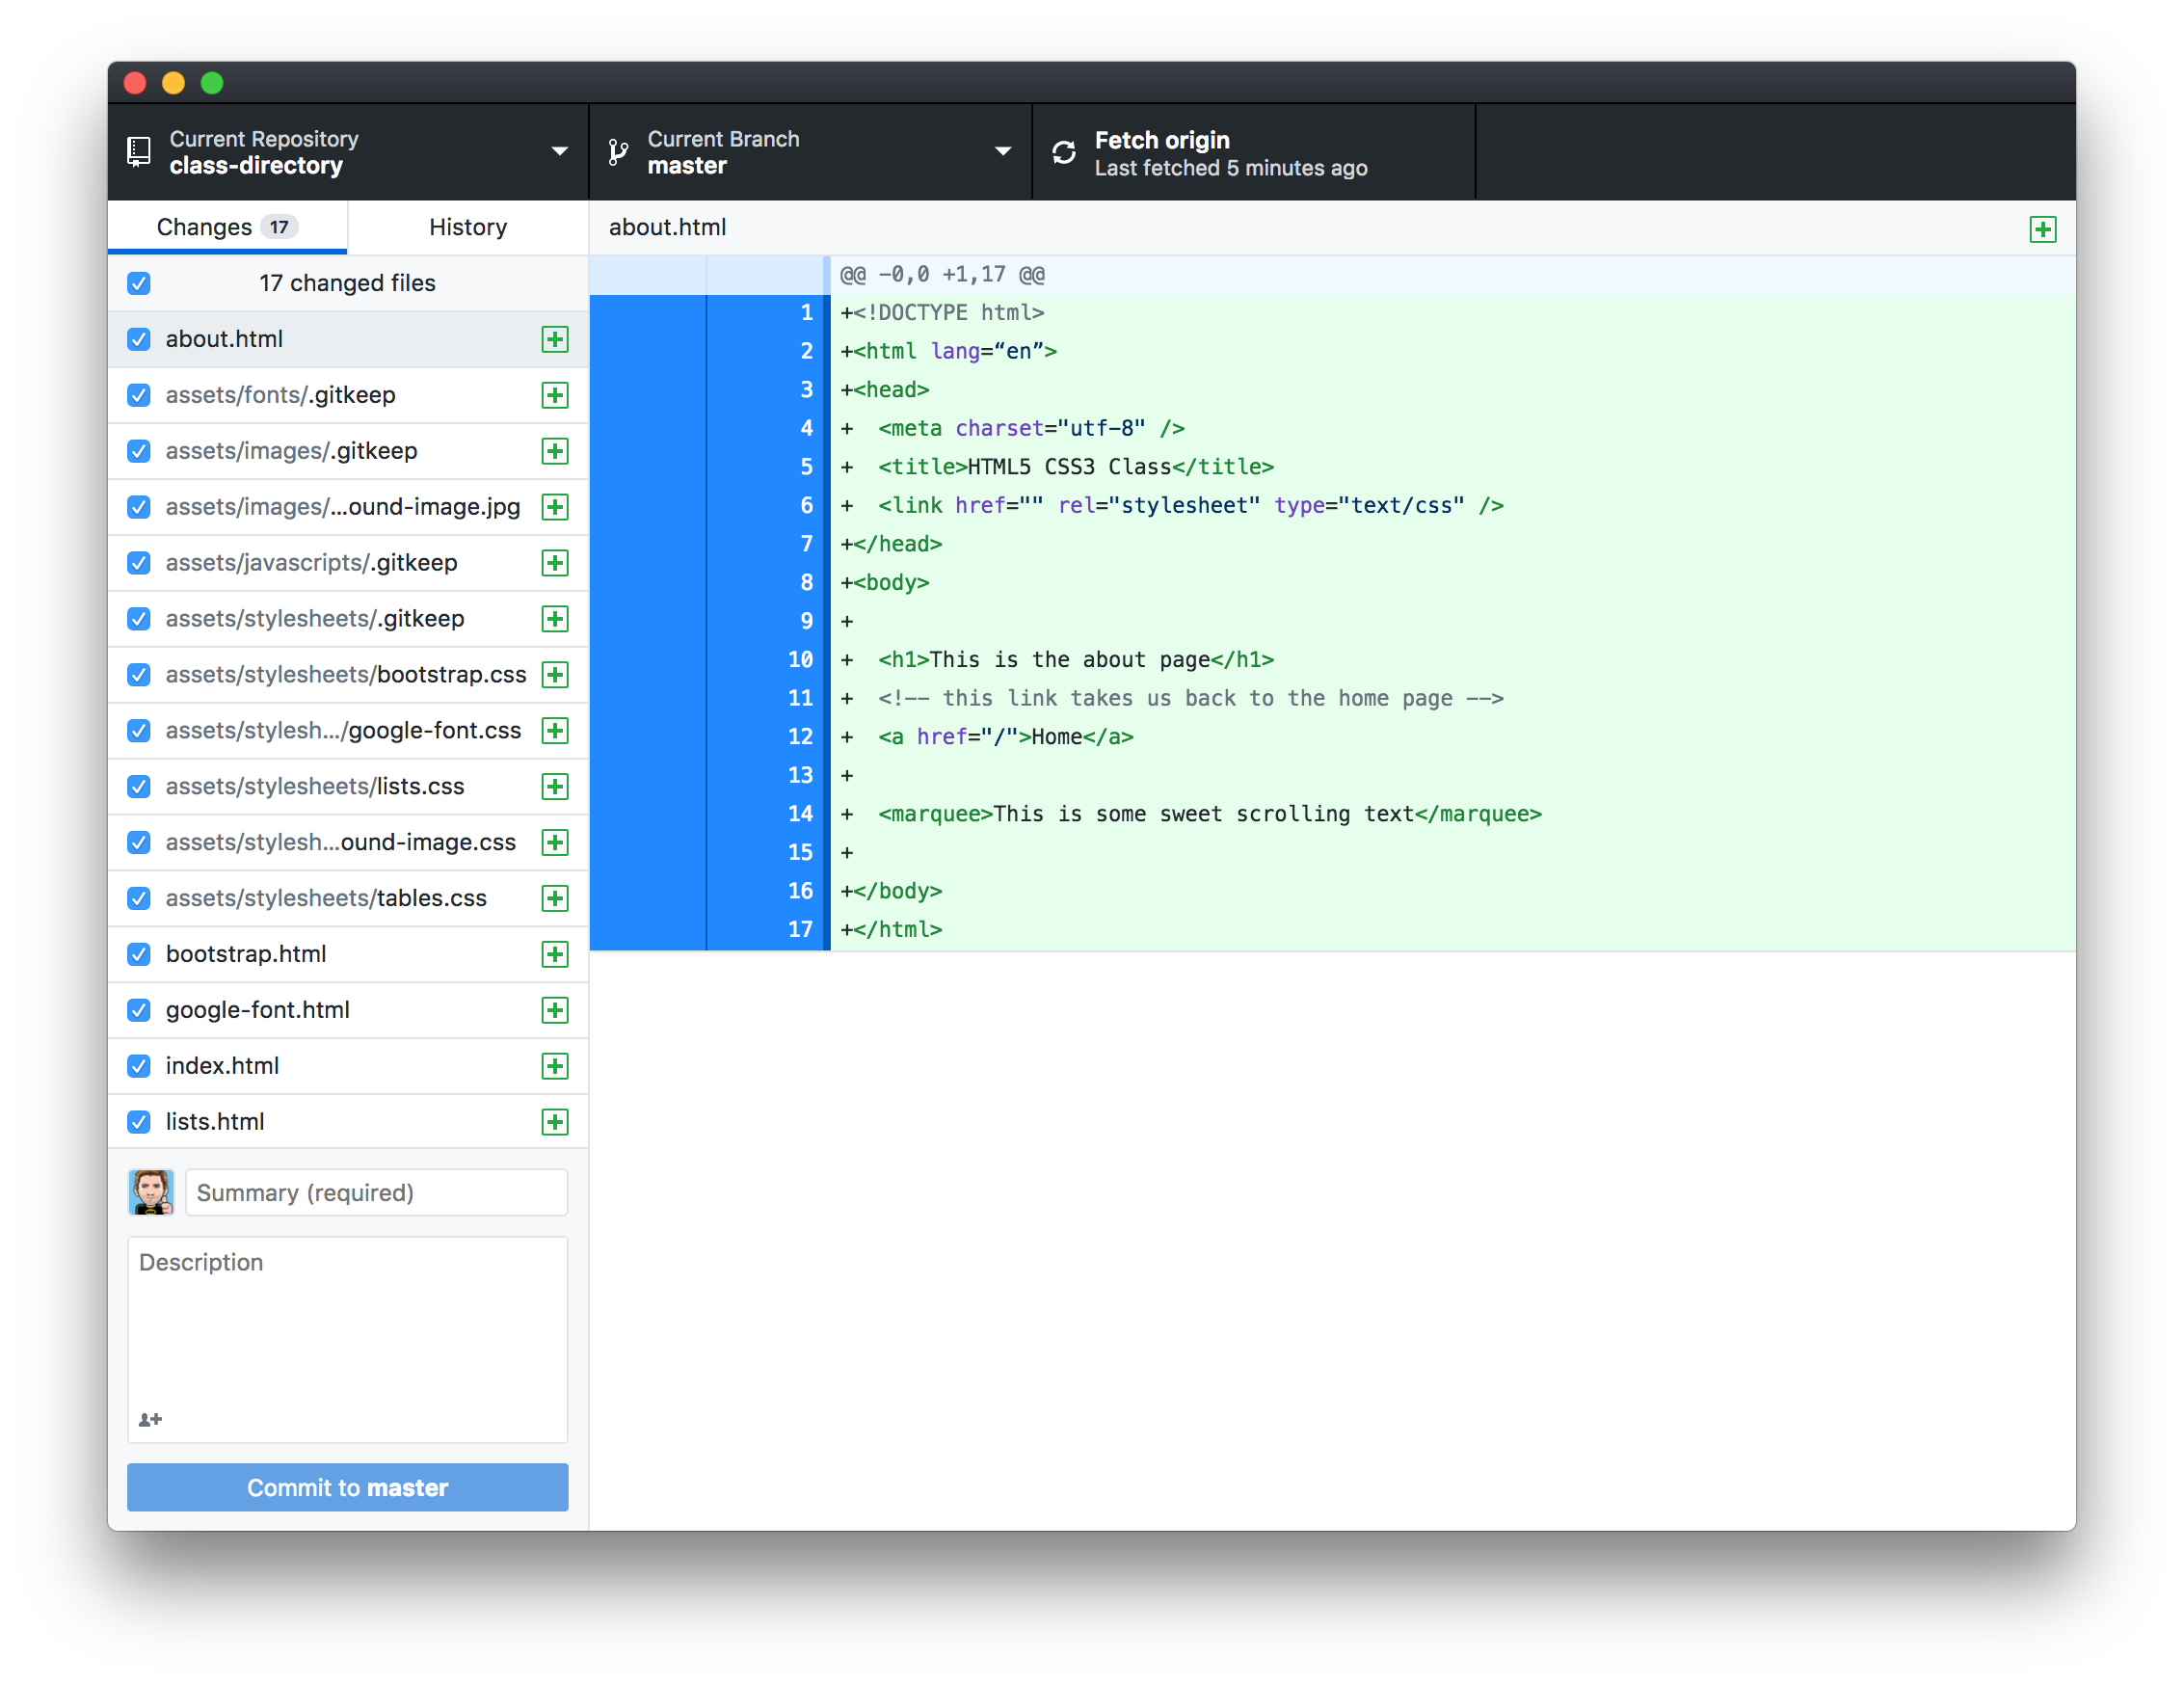 Current Repository
class-directory
Current Branch
master
Fetch origin
Last fetched 5 minutes ago
Changes 17
History
17 changed files
about.html
assets/fonts/.gitkeep
assets/images/.gitkeep
assets/images/...ound-image.jpg
assets/javascripts/.gitkeep
assets/stylesheets/.gitkeep
assets/stylesheets/bootstrap.css
assets/stylesh.../google-font.css
assets/stylesheets/lists.css
assets/stylesh...ound-image.css
assets/stylesheets/tables.css
bootstrap.html
google-font.html
index.html
lists.html
Summary (required)
Description
Commit to master
about.html
@@ -0,0 +1,17 @@
1 +<!DOCTYPE html>
2 +<html lang=“en”>
3 +<head>
4 +  <meta charset="utf-8" />
5 +  <title>HTML5 CSS3 Class</title>
6 +  <link href="" rel="stylesheet" type="text/css" />
7 +</head>
8 +<body>
9 +
10 +  <h1>This is the about page</h1>
11 +  <!-- this link takes us back to the home page -->
12 +  <a href="/">Home</a>
13 +
14 +  <marquee>This is some sweet scrolling text</marquee>
15 +
16 +</body>
17 +</html>